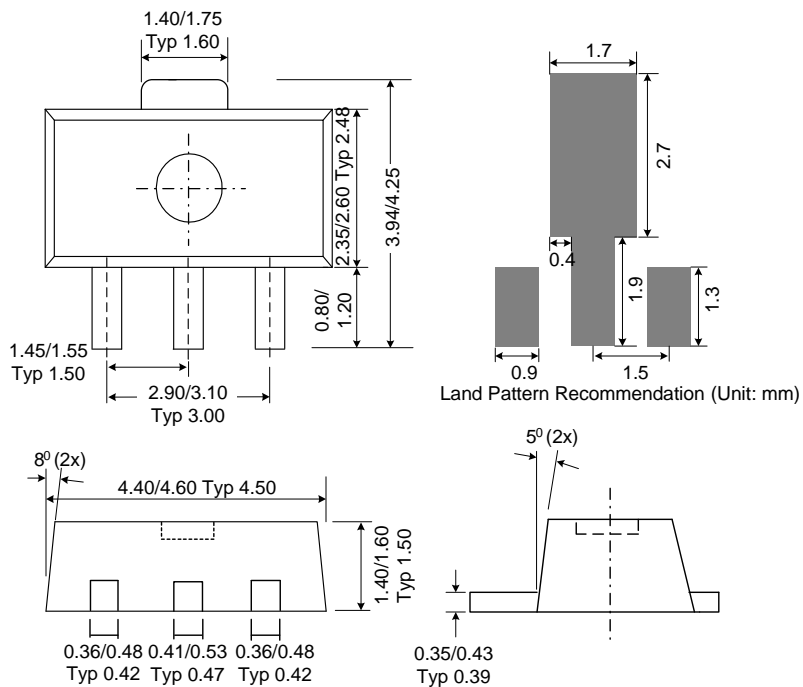 1.40/1.75
Typ 1.60
2.35/2.60 Typ 2.48
3.94/4.25
0.80/
1.20
1.45/1.55
Typ 1.50
2.90/3.10
Typ 3.00
1.7
2.7
0.4
1.9
1.3
0.9
1.5
Land Pattern Recommendation (Unit: mm)
8⁰ (2x)
4.40/4.60 Typ 4.50
1.40/1.60
Typ 1.50
0.36/0.48
Typ 0.42
0.41/0.53
Typ 0.47
0.36/0.48
Typ 0.42
5⁰ (2x)
0.35/0.43
Typ 0.39